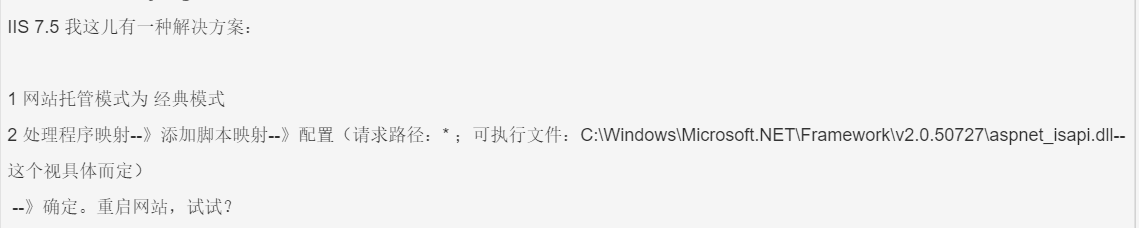 IIS 7.5 我这儿有一种解决方案：
1 网站托管模式为 经典模式
2 处理程序映射--》添加脚本映射--》配置（请求路径：* ；可执行文件：C:\Windows\Microsoft.NET\Framework\v2.0.50727\aspnet_isapi.dll--
这个视具体而定）
--》确定。重启网站，试试？